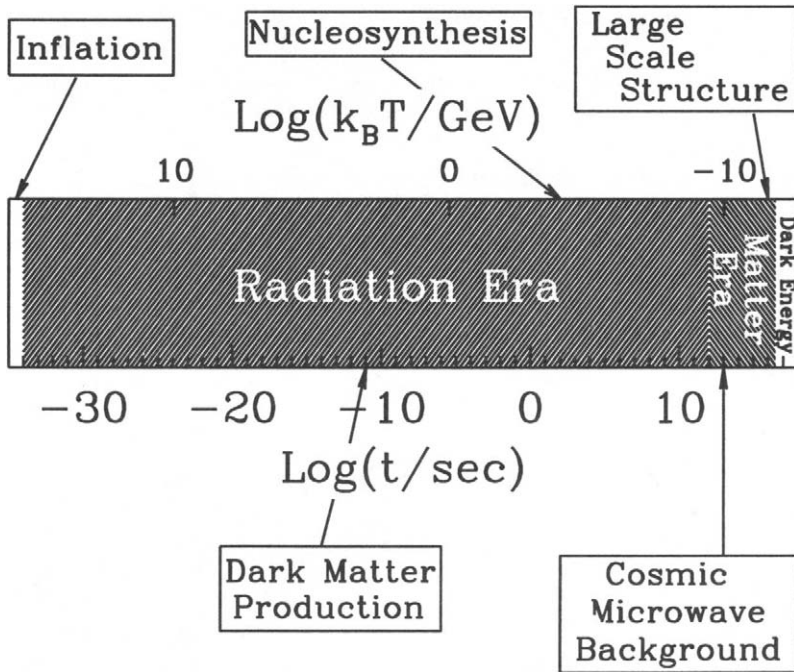 Inflation
Nucleosynthesis
Large
Scale
Structure
Log(k_BT/GeV)
10
0
−10
Radiation Era
Matter
Era
Dark Energy
−30
−20
−10
0
10
Log(t/sec)
Dark Matter
Production
Cosmic
Microwave
Background